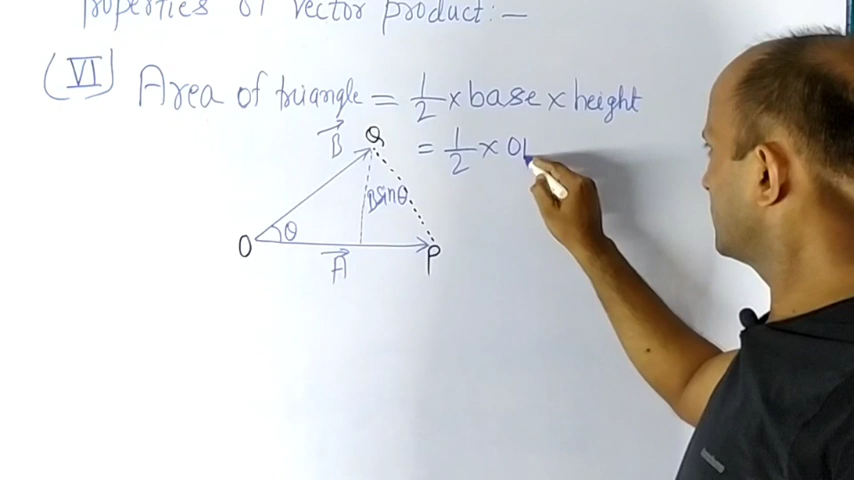 Properties of vector product:—
(VI) Area of triangle = 1/2 × base × height
= 1/2 × OP
B⃗ Q
B sinθ
O θ
A⃗ P